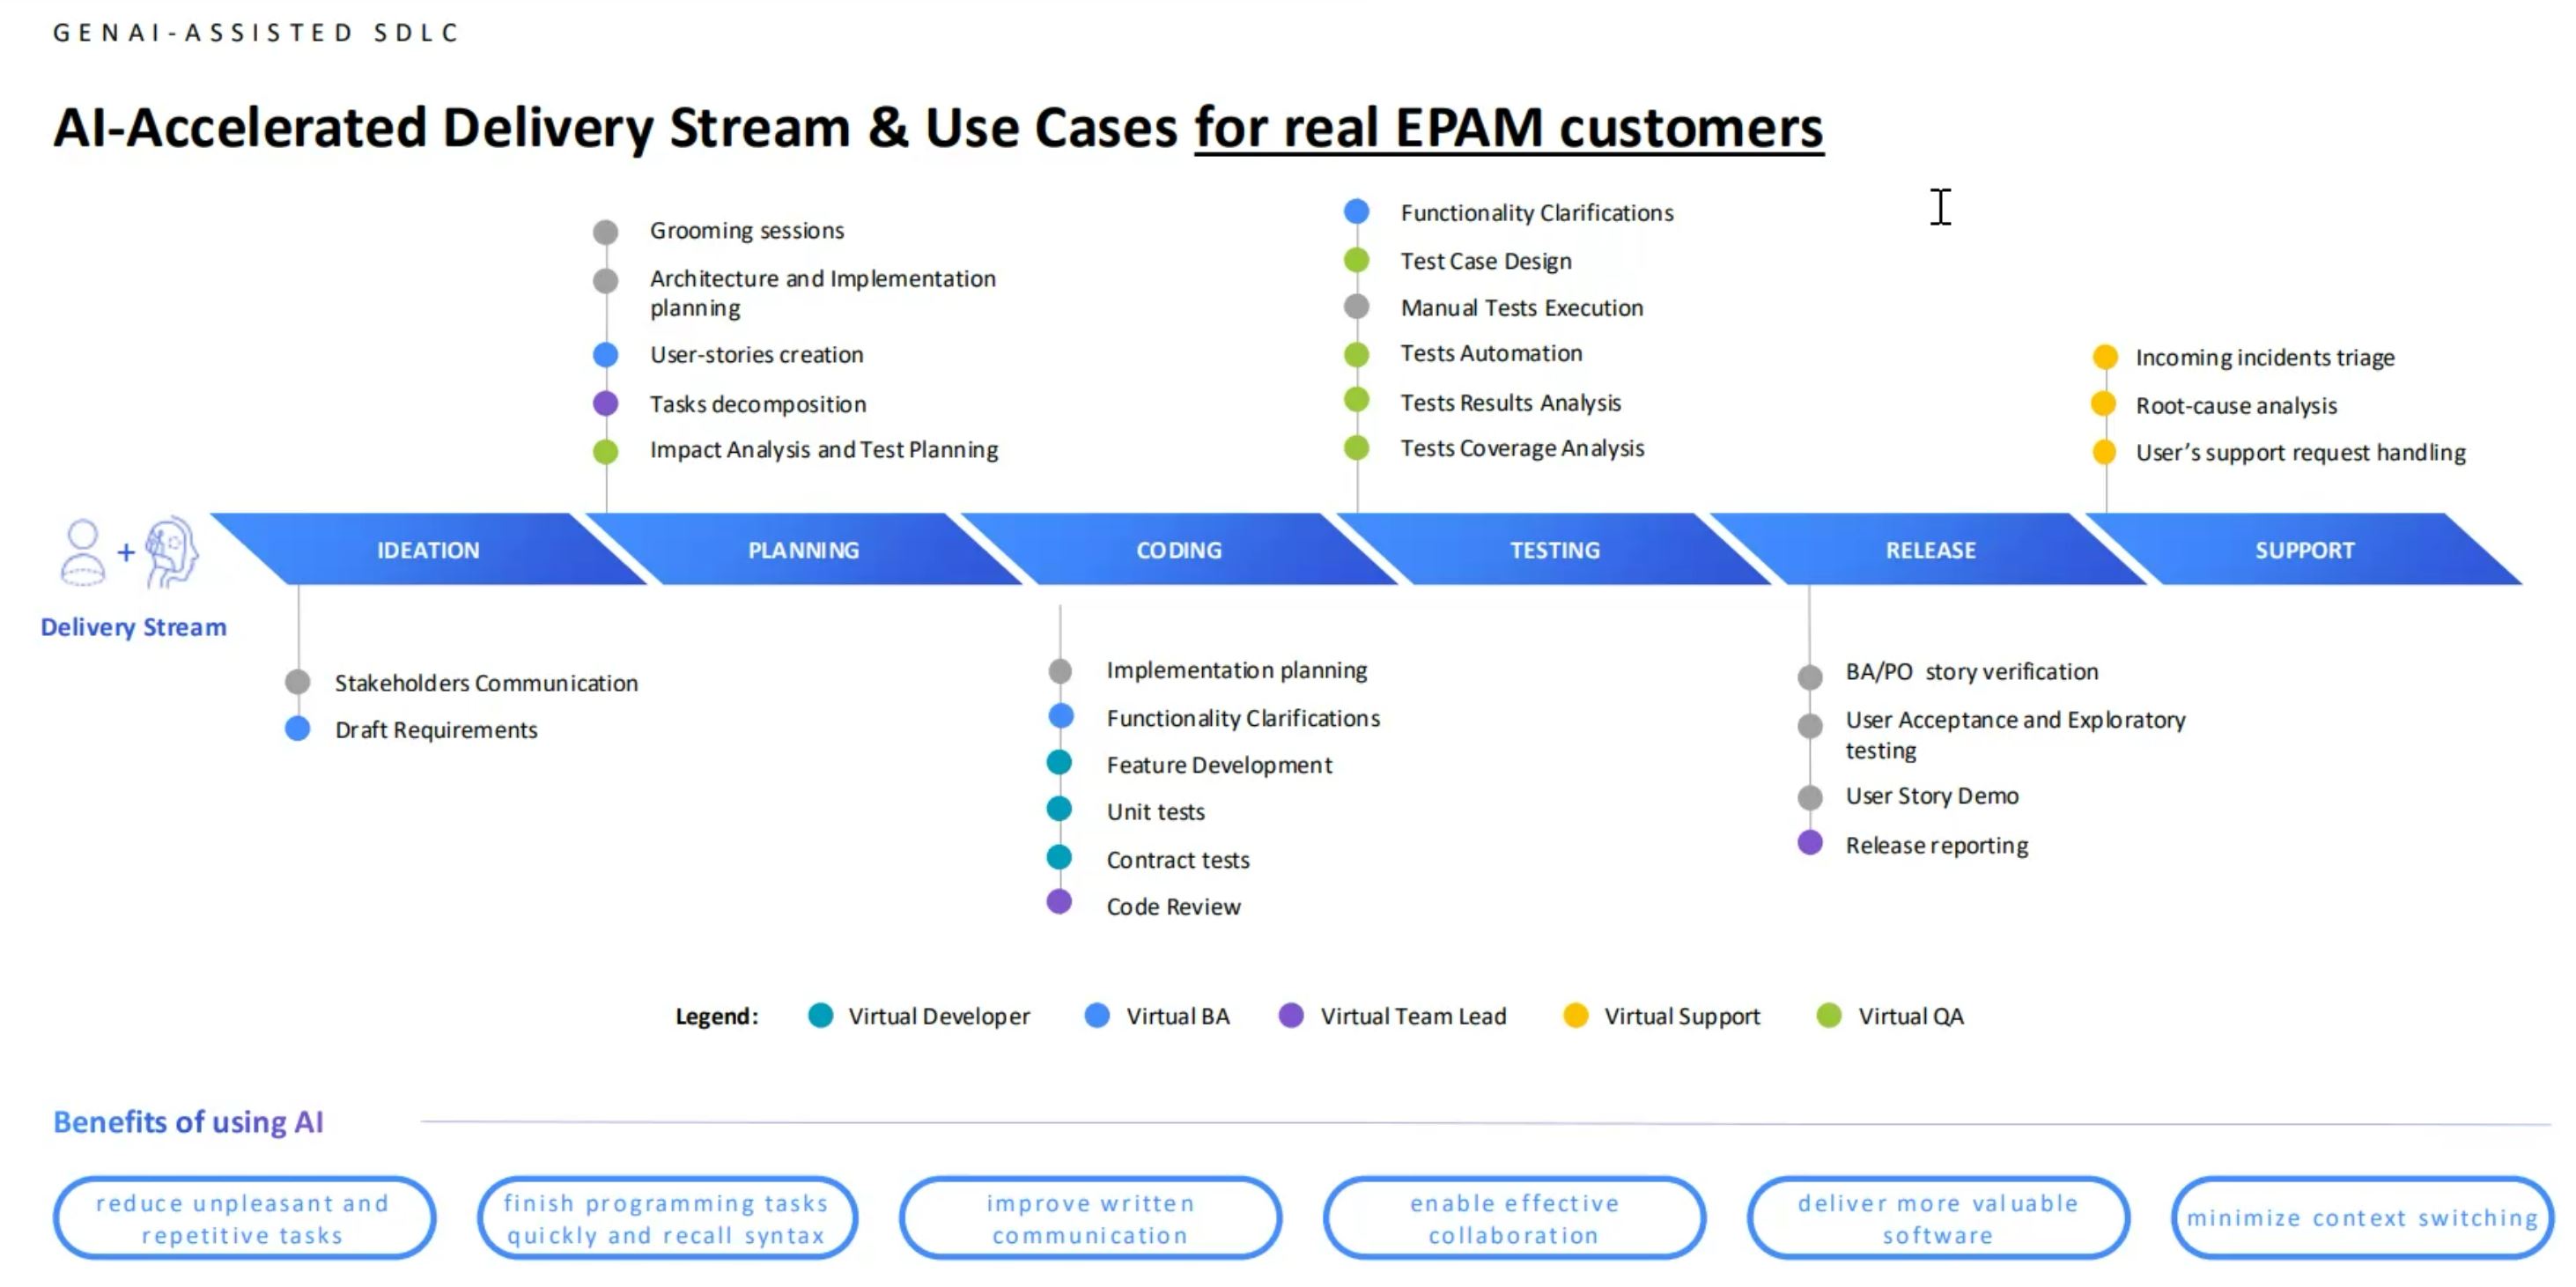 GENAI-ASSISTED SDLC
AI-Accelerated Delivery Stream & Use Cases for real EPAM customers
Grooming sessions
Architecture and Implementation
planning
User-stories creation
Tasks decomposition
Impact Analysis and Test Planning
Functionality Clarifications
Test Case Design
Manual Tests Execution
Tests Automation
Tests Results Analysis
Tests Coverage Analysis
Incoming incidents triage
Root-cause analysis
User’s support request handling
+
Delivery Stream
IDEATION
PLANNING
CODING
TESTING
RELEASE
SUPPORT
Stakeholders Communication
Draft Requirements
Implementation planning
Functionality Clarifications
Feature Development
Unit tests
Contract tests
Code Review
BA/PO story verification
User Acceptance and Exploratory
testing
User Story Demo
Release reporting
Legend:
Virtual Developer
Virtual BA
Virtual Team Lead
Virtual Support
Virtual QA
Benefits of using AI
reduce unpleasant and
repetitive tasks
finish programming tasks
quickly and recall syntax
improve written
communication
enable effective
collaboration
deliver more valuable
software
minimize context switching